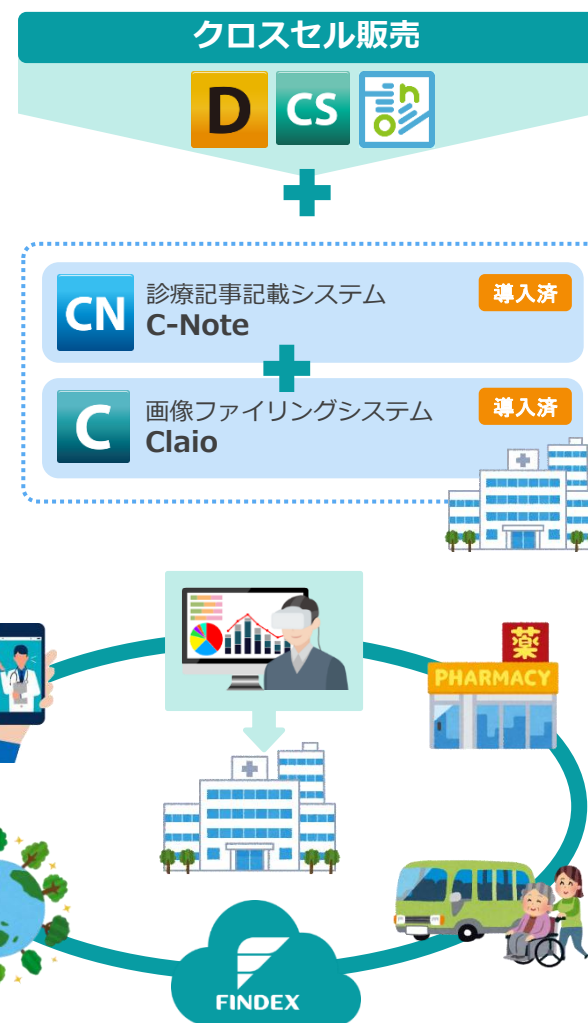 クロスセル販売
D
CS
CN
診療記事記載システム
C-Note
導入済
C
画像ファイリングシステム
Claio
導入済
薬
PHARMACY
FINDEX